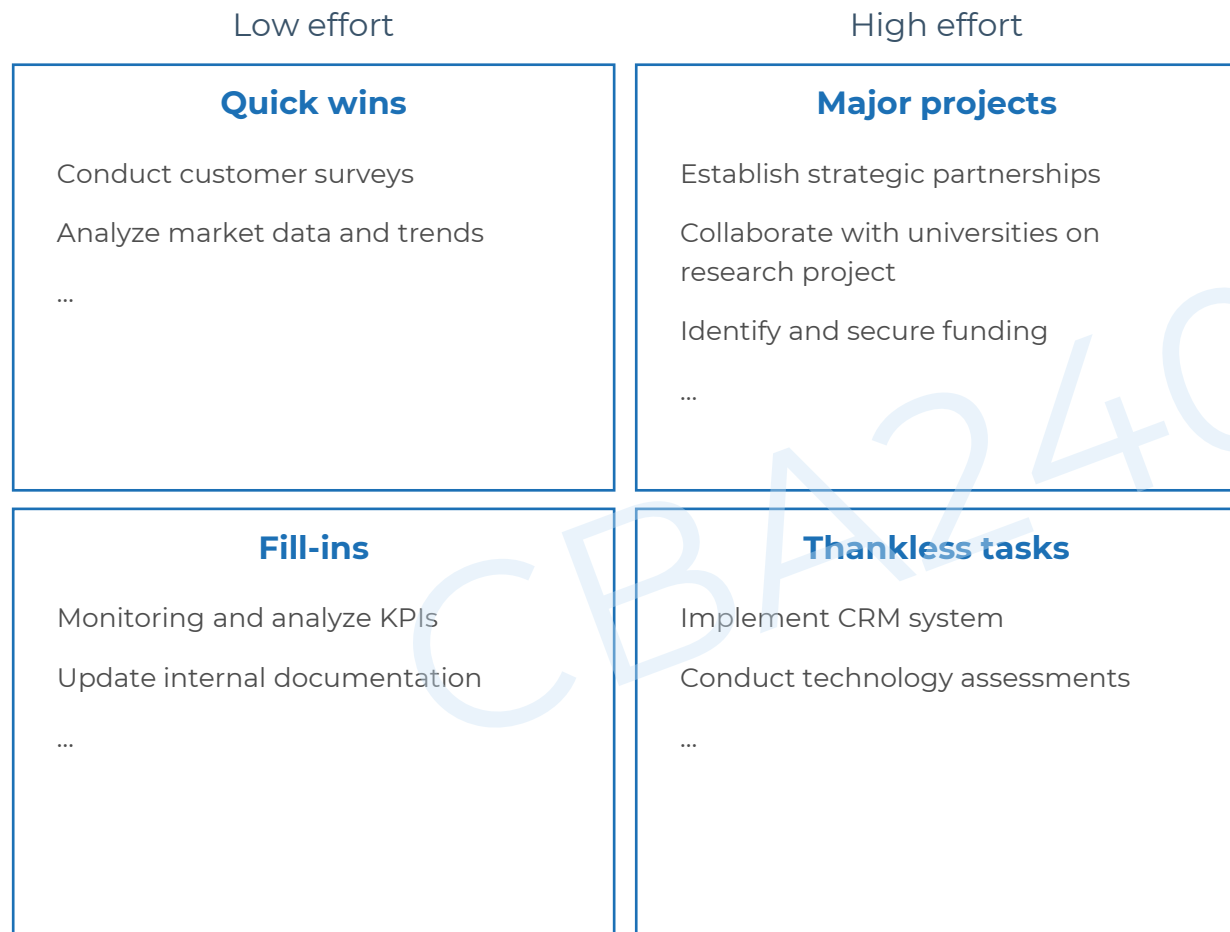 Low effort
High effort
Quick wins
Conduct customer surveys
Analyze market data and trends
...
Major projects
Establish strategic partnerships
Collaborate with universities on
research project
Identify and secure funding
...
Fill-ins
Monitoring and analyze KPIs
Update internal documentation
...
Thankless tasks
Implement CRM system
Conduct technology assessments
...
CBA240